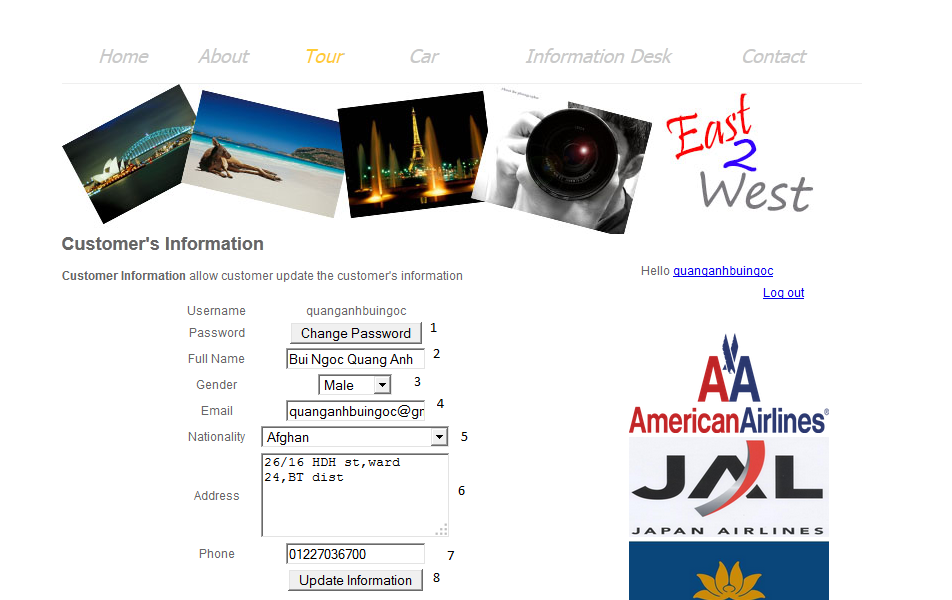 Home About Tour Car Information Desk Contact
East
2
West
Customer's Information
Customer Information allow customer update the customer's information
Hello quanganhbuingoc
Log out
Username quanganhbuingoc
Password Change Password 1
Full Name Bui Ngoc Quang Anh 2
Gender Male 3
Email quanganhbuingoc@gr 4
Nationality Afghan 5
Address 26/16 HDH st,ward
24,BT dist
6
Phone 01227036700 7
Update Information 8
AA
AmericanAirlines®
JAL
JAPAN AIRLINES